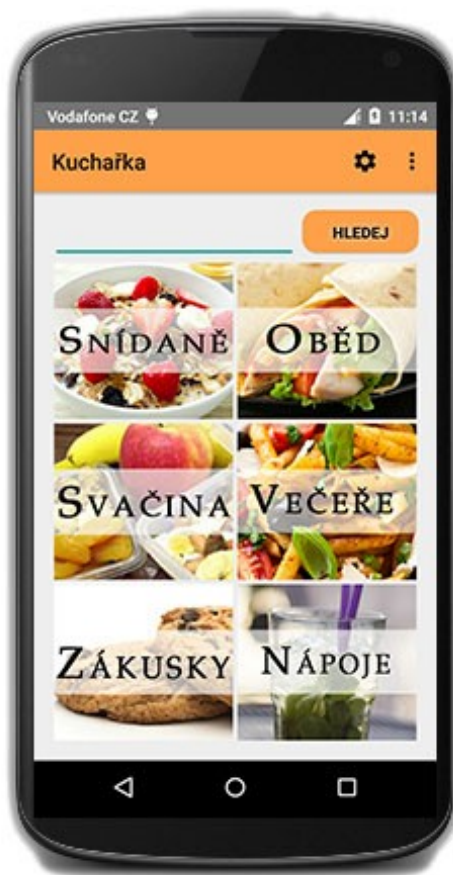 Vodafone CZ 11:14
Kuchařka
HLEDEJ
SNÍDANĚ OBĚD
SVAČINA VEČEŘE
ZÁKUSKY NÁPOJE